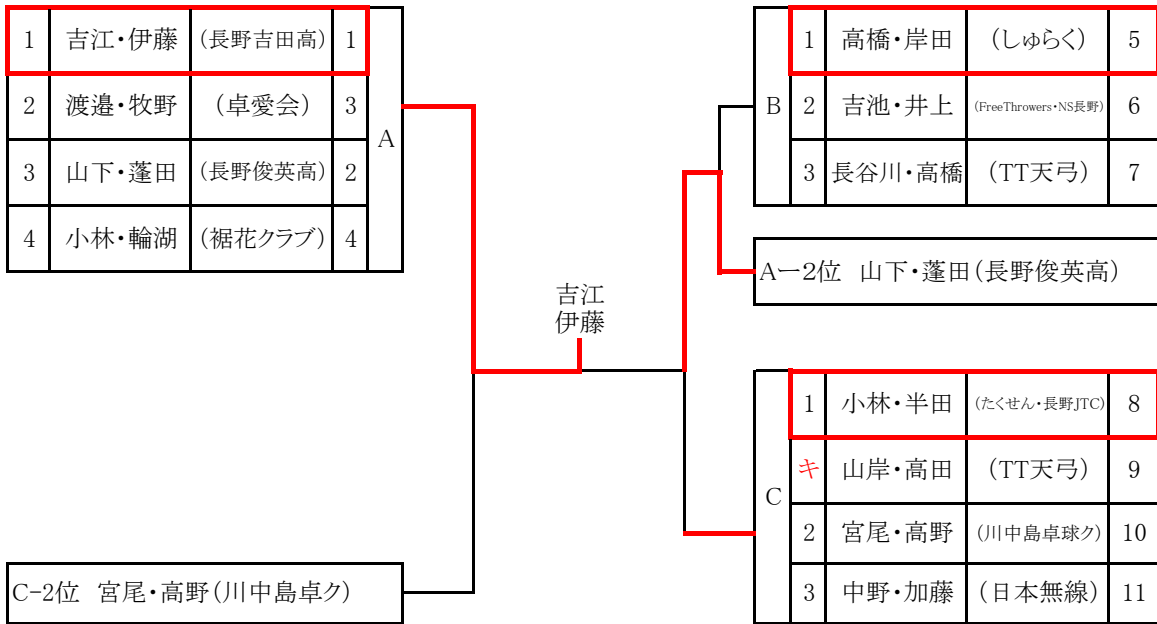 1 吉江・伊藤 (長野吉田高) 1
2 渡邉・牧野 (卓愛会) 3
3 山下・蓬田 (長野俊英高) 2
4 小林・輪湖 (裾花クラブ) 4
A
C-2位 宮尾・高野(川中島卓ク)
吉江
伊藤
B
1 高橋・岸田 (しゅらく) 5
2 吉池・井上 (FreeThrowers・NS長野) 6
3 長谷川・高橋 (TT天弓) 7
Aー2位 山下・蓬田(長野俊英高)
C
1 小林・半田 (たくせん・長野JTC) 8
キ 山岸・高田 (TT天弓) 9
2 宮尾・高野 (川中島卓球ク) 10
3 中野・加藤 (日本無線) 11